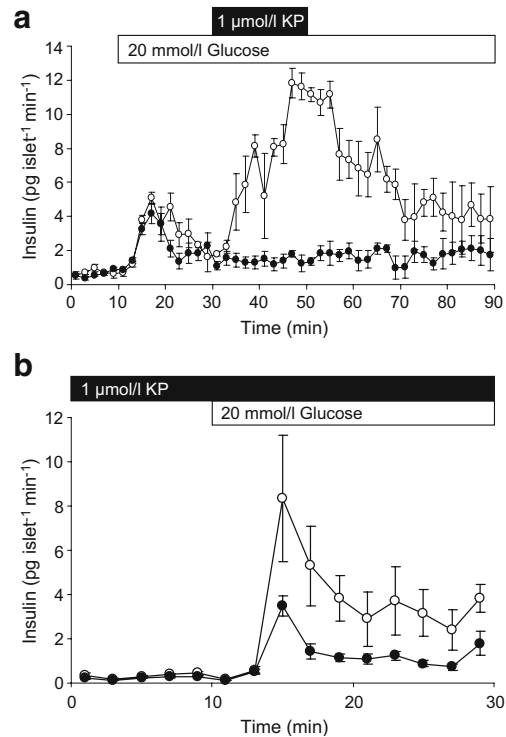 a
1 µmol/l KP
20 mmol/l Glucose
14
12
10
8
6
4
2
0
Insulin (pg islet⁻¹ min⁻¹)
0 10 20 30 40 50 60 70 80 90
Time (min)
b
1 µmol/l KP
20 mmol/l Glucose
12
10
8
6
4
2
0
Insulin (pg islet⁻¹ min⁻¹)
0 10 20 30
Time (min)